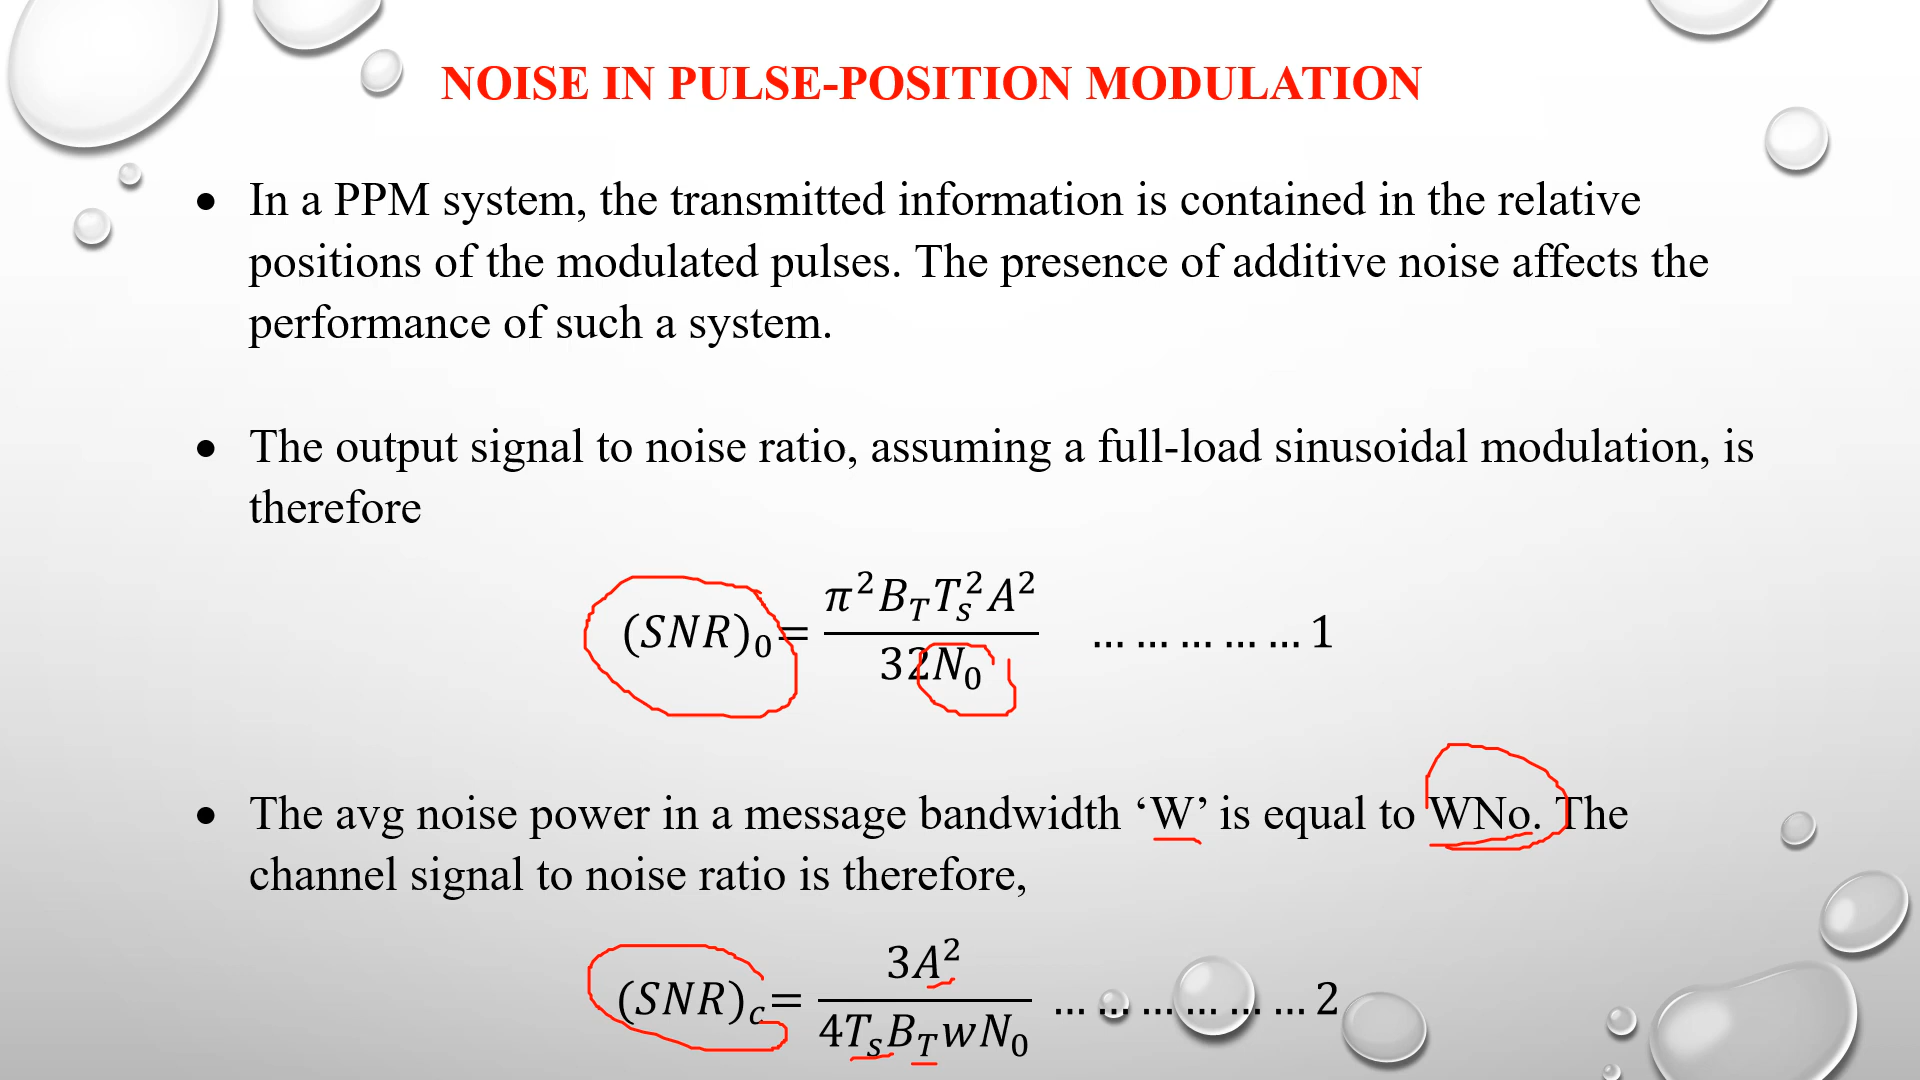 NOISE IN PULSE-POSITION MODULATION
• In a PPM system, the transmitted information is contained in the relative
positions of the modulated pulses. The presence of additive noise affects the
performance of such a system.
• The output signal to noise ratio, assuming a full-load sinusoidal modulation, is
therefore
(SNR)₀= π²B_T T_s²A² / 32N₀ … … … … … 1
• The avg noise power in a message bandwidth ‘W’ is equal to WNo. The
channel signal to noise ratio is therefore,
(SNR)_c= 3A² / 4T_sB_TwN₀ … … … … … … 2